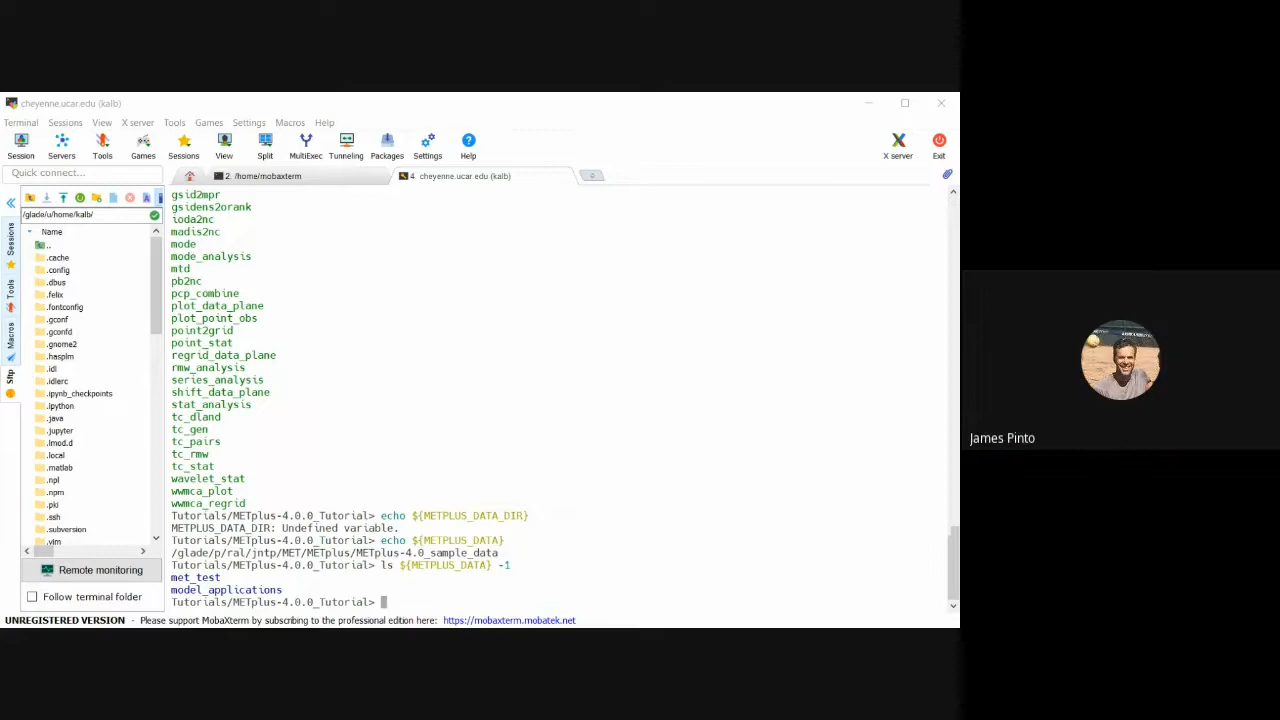 cheyenne.ucar.edu (kalb)
Terminal Sessions View X server Tools Games Settings Macros Help
Session Servers Tools Games Sessions View Split MultiExec Tunneling Packages Settings Help X server Exit
Quick connect...
2. /home/mobaxterm
4. cheyenne.ucar.edu (kalb)
/glade/u/home/kalb/
Name
..
.cache
.config
.dbus
.felix
.fontconfig
.gconf
.gconfd
.gnome2
.hasplm
.idl
.idlerc
.ipynb_checkpoints
.ipython
.java
.jupyter
.lmod.d
.local
.matlab
.npl
.npm
.pki
.ssh
.subversion
.vim
Sessions
Tools
Macros
Sftp
Remote monitoring
Follow terminal folder
gsid2mpr
gsidens2orank
ioda2nc
madis2nc
mode
mode_analysis
mtd
pb2nc
pcp_combine
plot_data_plane
plot_point_obs
point2grid
point_stat
regrid_data_plane
rmw_analysis
series_analysis
shift_data_plane
stat_analysis
tc_dland
tc_gen
tc_pairs
tc_rmw
tc_stat
wavelet_stat
wwmca_plot
wwmca_regrid
Tutorials/METplus-4.0.0_Tutorial> echo ${METPLUS_DATA_DIR}
METPLUS_DATA_DIR: Undefined variable.
Tutorials/METplus-4.0.0_Tutorial> echo ${METPLUS_DATA}
/glade/p/ral/jntp/MET/METplus/METplus-4.0_sample_data
Tutorials/METplus-4.0.0_Tutorial> ls ${METPLUS_DATA} -1
met_test
model_applications
Tutorials/METplus-4.0.0_Tutorial>
UNREGISTERED VERSION - Please support MobaXterm by subscribing to the professional edition here: https://mobaxterm.mobatek.net
James Pinto